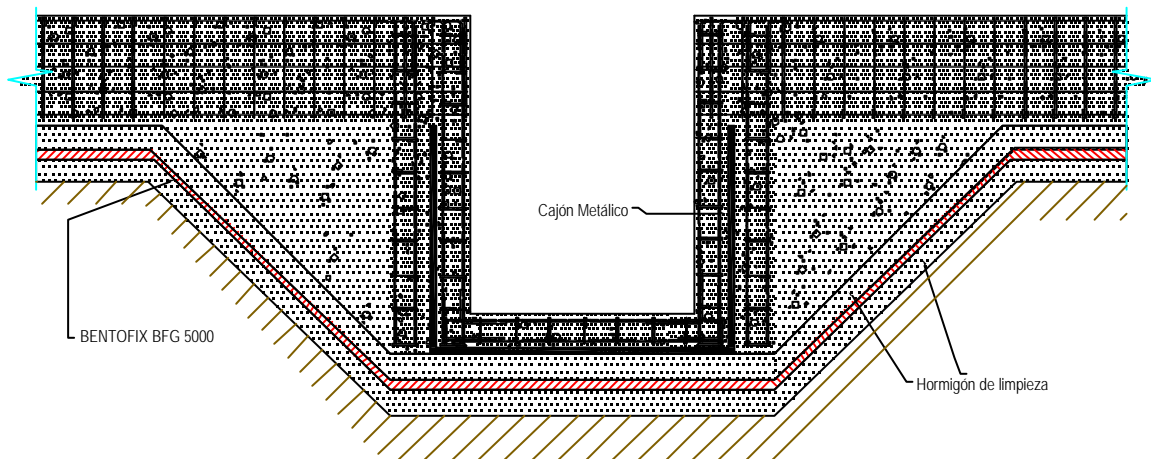 Cajón Metálico
BENTOFIX BFG 5000
Hormigón de limpieza